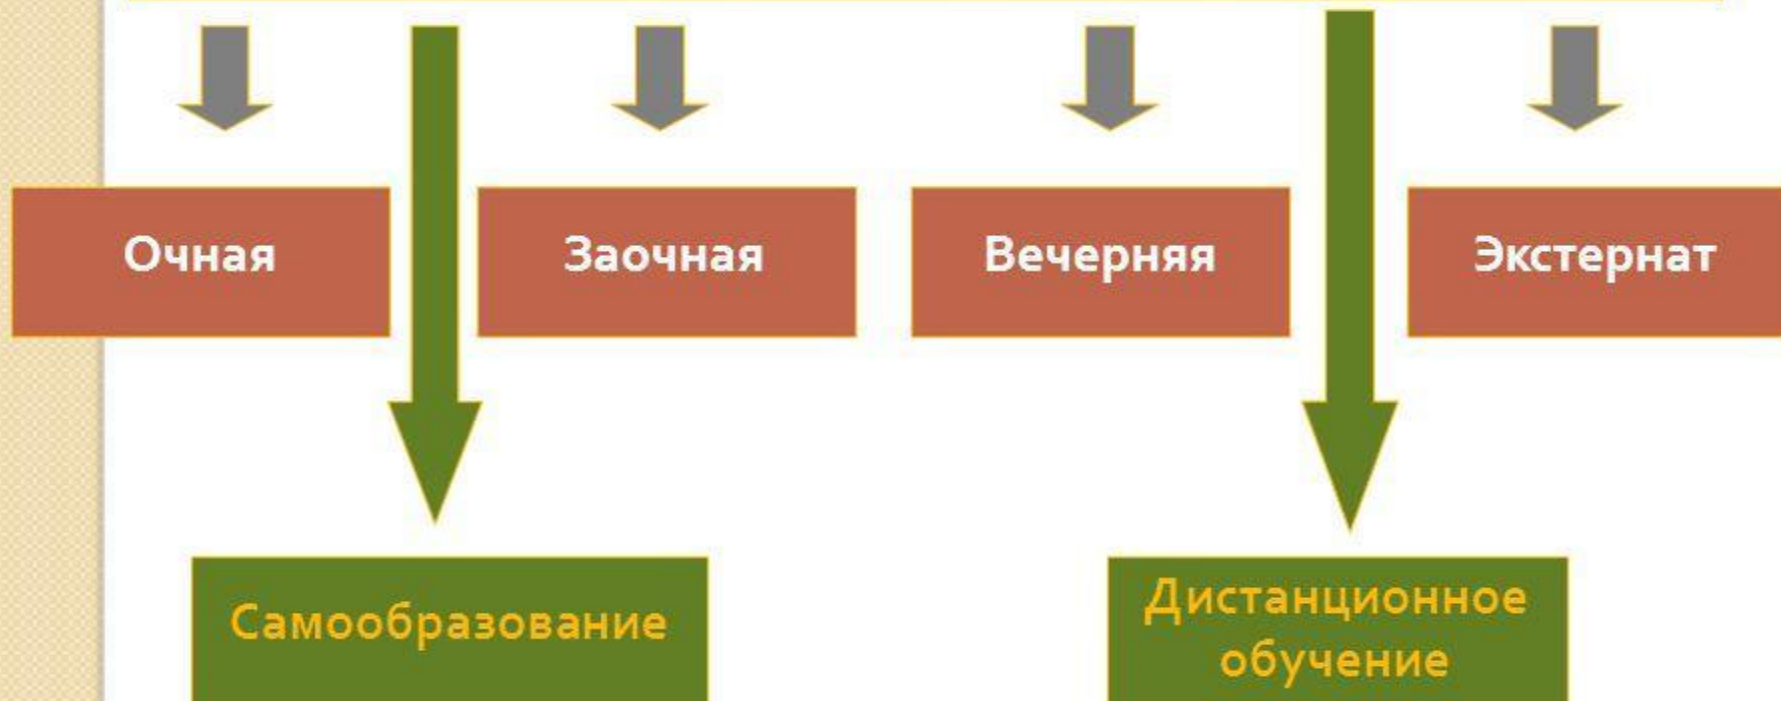 Очная
Заочная
Вечерняя
Экстернат
Самообразование
Дистанционное
обучение